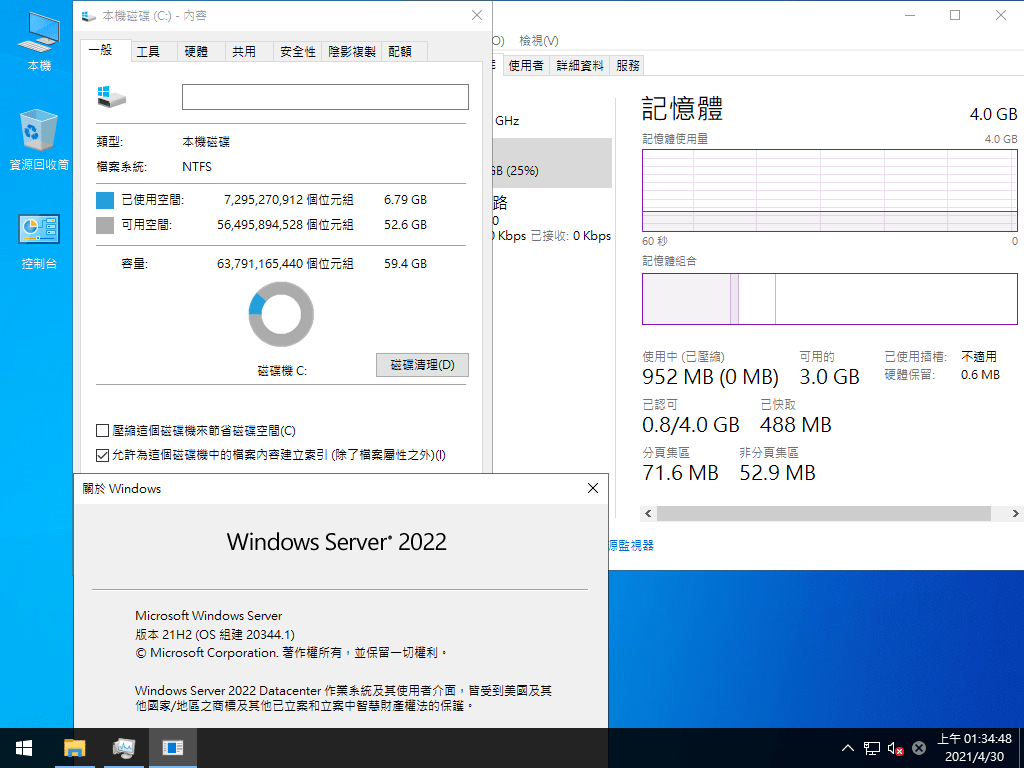 本機
資源回收筒
控制台
本機磁碟 (C:) - 內容
一般
工具
硬體
共用
安全性
陰影複製
配額
類型:
本機磁碟
檔案系統:
NTFS
已使用空間:
7,295,270,912 個位元組
6.79 GB
可用空間:
56,495,894,528 個位元組
52.6 GB
容量:
63,791,165,440 個位元組
59.4 GB
磁碟機 C:
磁碟清理(D)
壓縮這個磁碟機來節省磁碟空間(C)
允許為這個磁碟機中的檔案內容建立索引 (除了檔案屬性之外)(I)
O)
檢視(V)
使用者
詳細資料
服務
GHz
GB (25%)
路
0
0 Kbps 已接收: 0 Kbps
記憶體
4.0 GB
記憶體使用量
4.0 GB
60 秒
0
記憶體組合
使用中 (已壓縮)
952 MB (0 MB)
可用的
3.0 GB
已使用插槽:
不適用
硬體保留:
0.6 MB
已認可
0.8/4.0 GB
已快取
488 MB
分頁集區
71.6 MB
非分頁集區
52.9 MB
源監視器
關於 Windows
Windows Server® 2022
Microsoft Windows Server
版本 21H2 (OS 組建 20344.1)
© Microsoft Corporation. 著作權所有，並保留一切權利。
Windows Server 2022 Datacenter 作業系統及其使用者介面，皆受到美國及其
他國家/地區之商標及其他已立案和立案中智慧財產權法的保護。
上午 01:34:48
2021/4/30